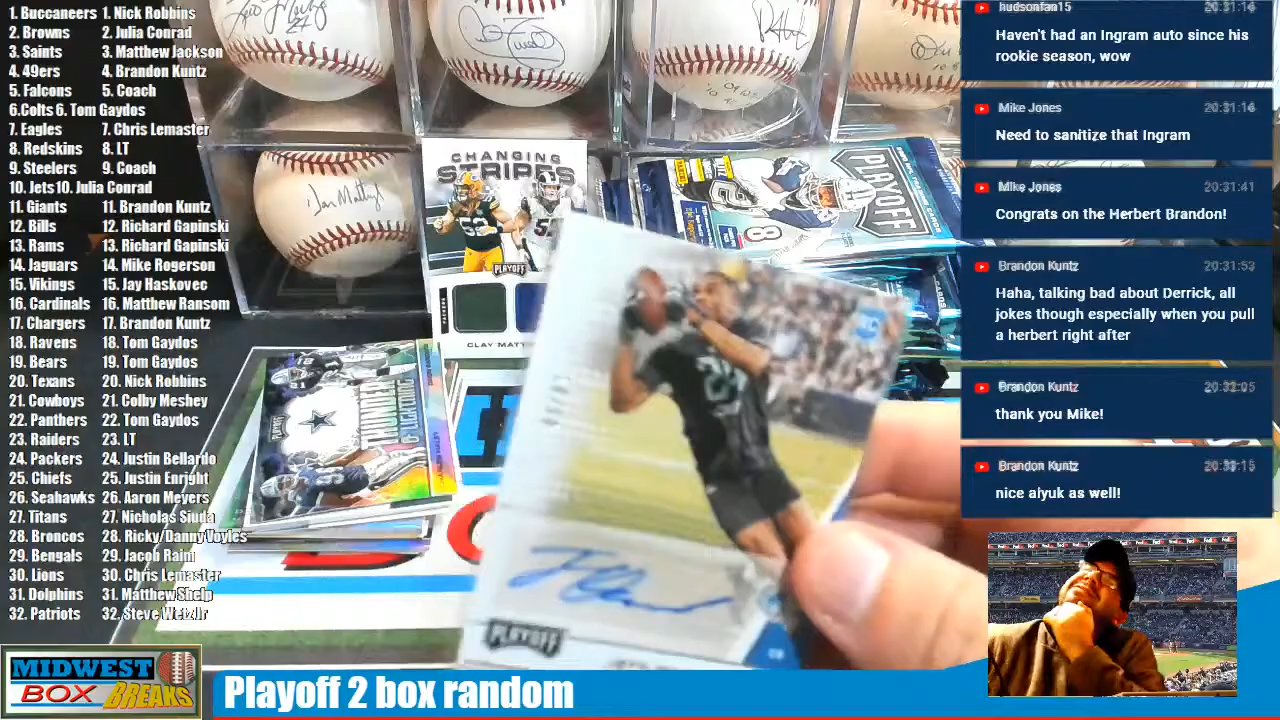 1. Buccaneers 1. Nick Robbins
2. Browns 2. Julia Conrad
3. Saints 3. Matthew Jackson
4. 49ers 4. Brandon Kuntz
5. Falcons 5. Coach
6.Colts 6. Tom Gaydos
7. Eagles 7. Chris Lemaster
8. Redskins 8. LT
9. Steelers 9. Coach
10. Jets 10. Julia Conrad
11. Giants 11. Brandon Kuntz
12. Bills 12. Richard Gapinski
13. Rams 13. Richard Gapinski
14. Jaguars 14. Mike Rogerson
15. Vikings 15. Jay Haskovec
16. Cardinals 16. Matthew Ransom
17. Chargers 17. Brandon Kuntz
18. Ravens 18. Tom Gaydos
19. Bears 19. Tom Gaydos
20. Texans 20. Nick Robbins
21. Cowboys 21. Colby Meshey
22. Panthers 22. Tom Gaydos
23. Raiders 23. LT
24. Packers 24. Justin Bellardo
25. Chiefs 25. Justin Enright
26. Seahawks 26. Aaron Meyers
27. Titans 27. Nicholas Siuda
28. Broncos 28. Ricky/Danny Voyles
29. Bengals 29. Jacob Raim
30. Lions 30. Chris Lemaster
31. Dolphins 31. Matthew Shelp
32. Patriots 32. Steve Wetzlir
MIDWEST
BOX BREAKS
Playoff 2 box random
CHANGING
STRIPES
PLAYOFF
CLAY MATT
PLAYOFF
8
THUNDER
& LIGHTNING
24
PLAYOFF
hudsonfan15 20:31:14
Haven't had an Ingram auto since his
rookie season, wow
Mike Jones 20:31:14
Need to sanitize that Ingram
Mike Jones 20:31:41
Congrats on the Herbert Brandon!
Brandon Kuntz 20:31:53
Haha, talking bad about Derrick, all
jokes though especially when you pull
a herbert right after
Brandon Kuntz 20:32:05
thank you Mike!
Brandon Kuntz 20:33:15
nice aiyuk as well!